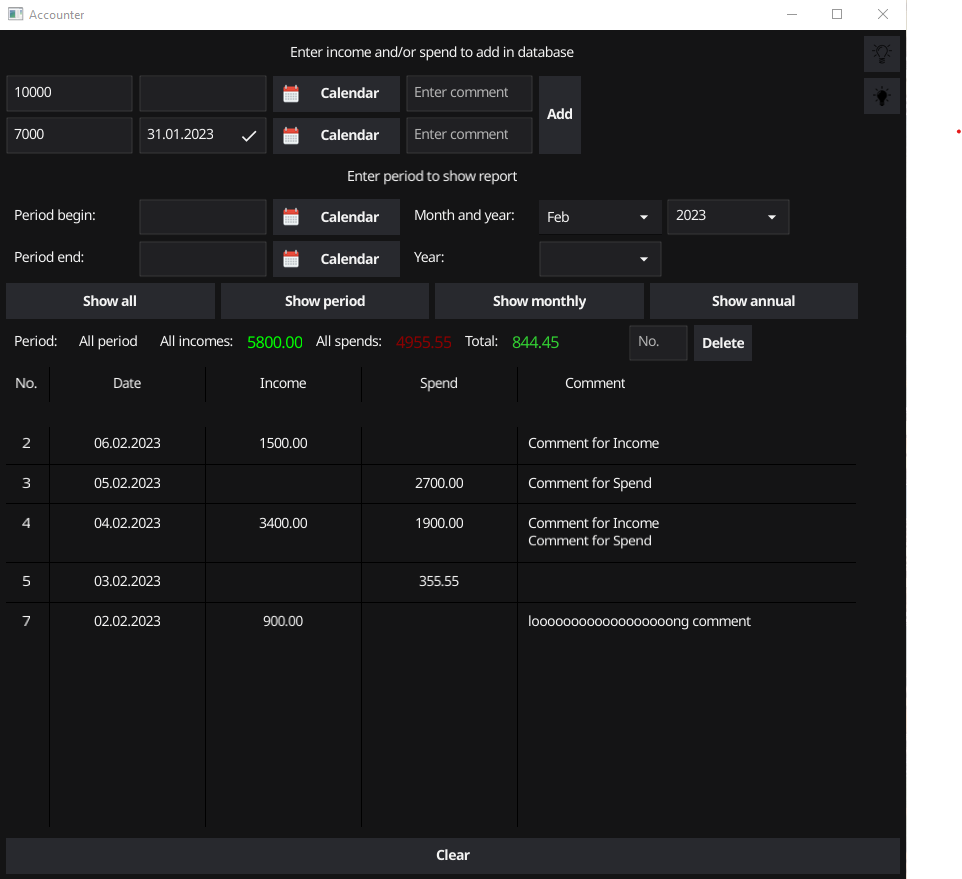 Accounter
Enter income and/or spend to add in database
10000 Calendar Enter comment
Add
7000 31.01.2023 Calendar Enter comment
Enter period to show report
Period begin: Calendar Month and year: Feb 2023
Period end: Calendar Year:
Show all Show period Show monthly Show annual
Period: All period All incomes: 5800.00 All spends: 4955.55 Total: 844.45 No. Delete
No. Date Income Spend Comment
2 06.02.2023 1500.00 Comment for Income
3 05.02.2023 2700.00 Comment for Spend
4 04.02.2023 3400.00 1900.00 Comment for Income
Comment for Spend
5 03.02.2023 355.55
7 02.02.2023 900.00 looooooooooooooooong comment
Clear